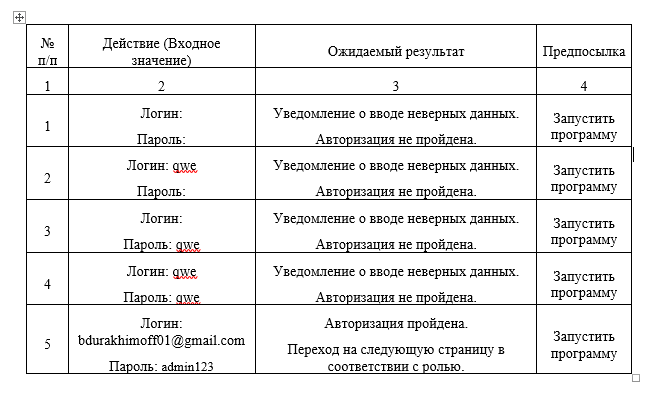 № п/п
Действие (Входное значение)
Ожидаемый результат
Предпосылка
1
2
3
4
1
Логин:
Пароль:
Уведомление о вводе неверных данных.
Авторизация не пройдена.
Запустить
программу
2
Логин: qwe
Пароль:
Уведомление о вводе неверных данных.
Авторизация не пройдена.
Запустить
программу
3
Логин:
Пароль: qwe
Уведомление о вводе неверных данных.
Авторизация не пройдена.
Запустить
программу
4
Логин: qwe
Пароль: qwe
Уведомление о вводе неверных данных.
Авторизация не пройдена.
Запустить
программу
5
Логин:
bdurakhimoff01@gmail.com
Пароль: admin123
Авторизация пройдена.
Переход на следующую страницу в
соответствии с ролью.
Запустить
программу